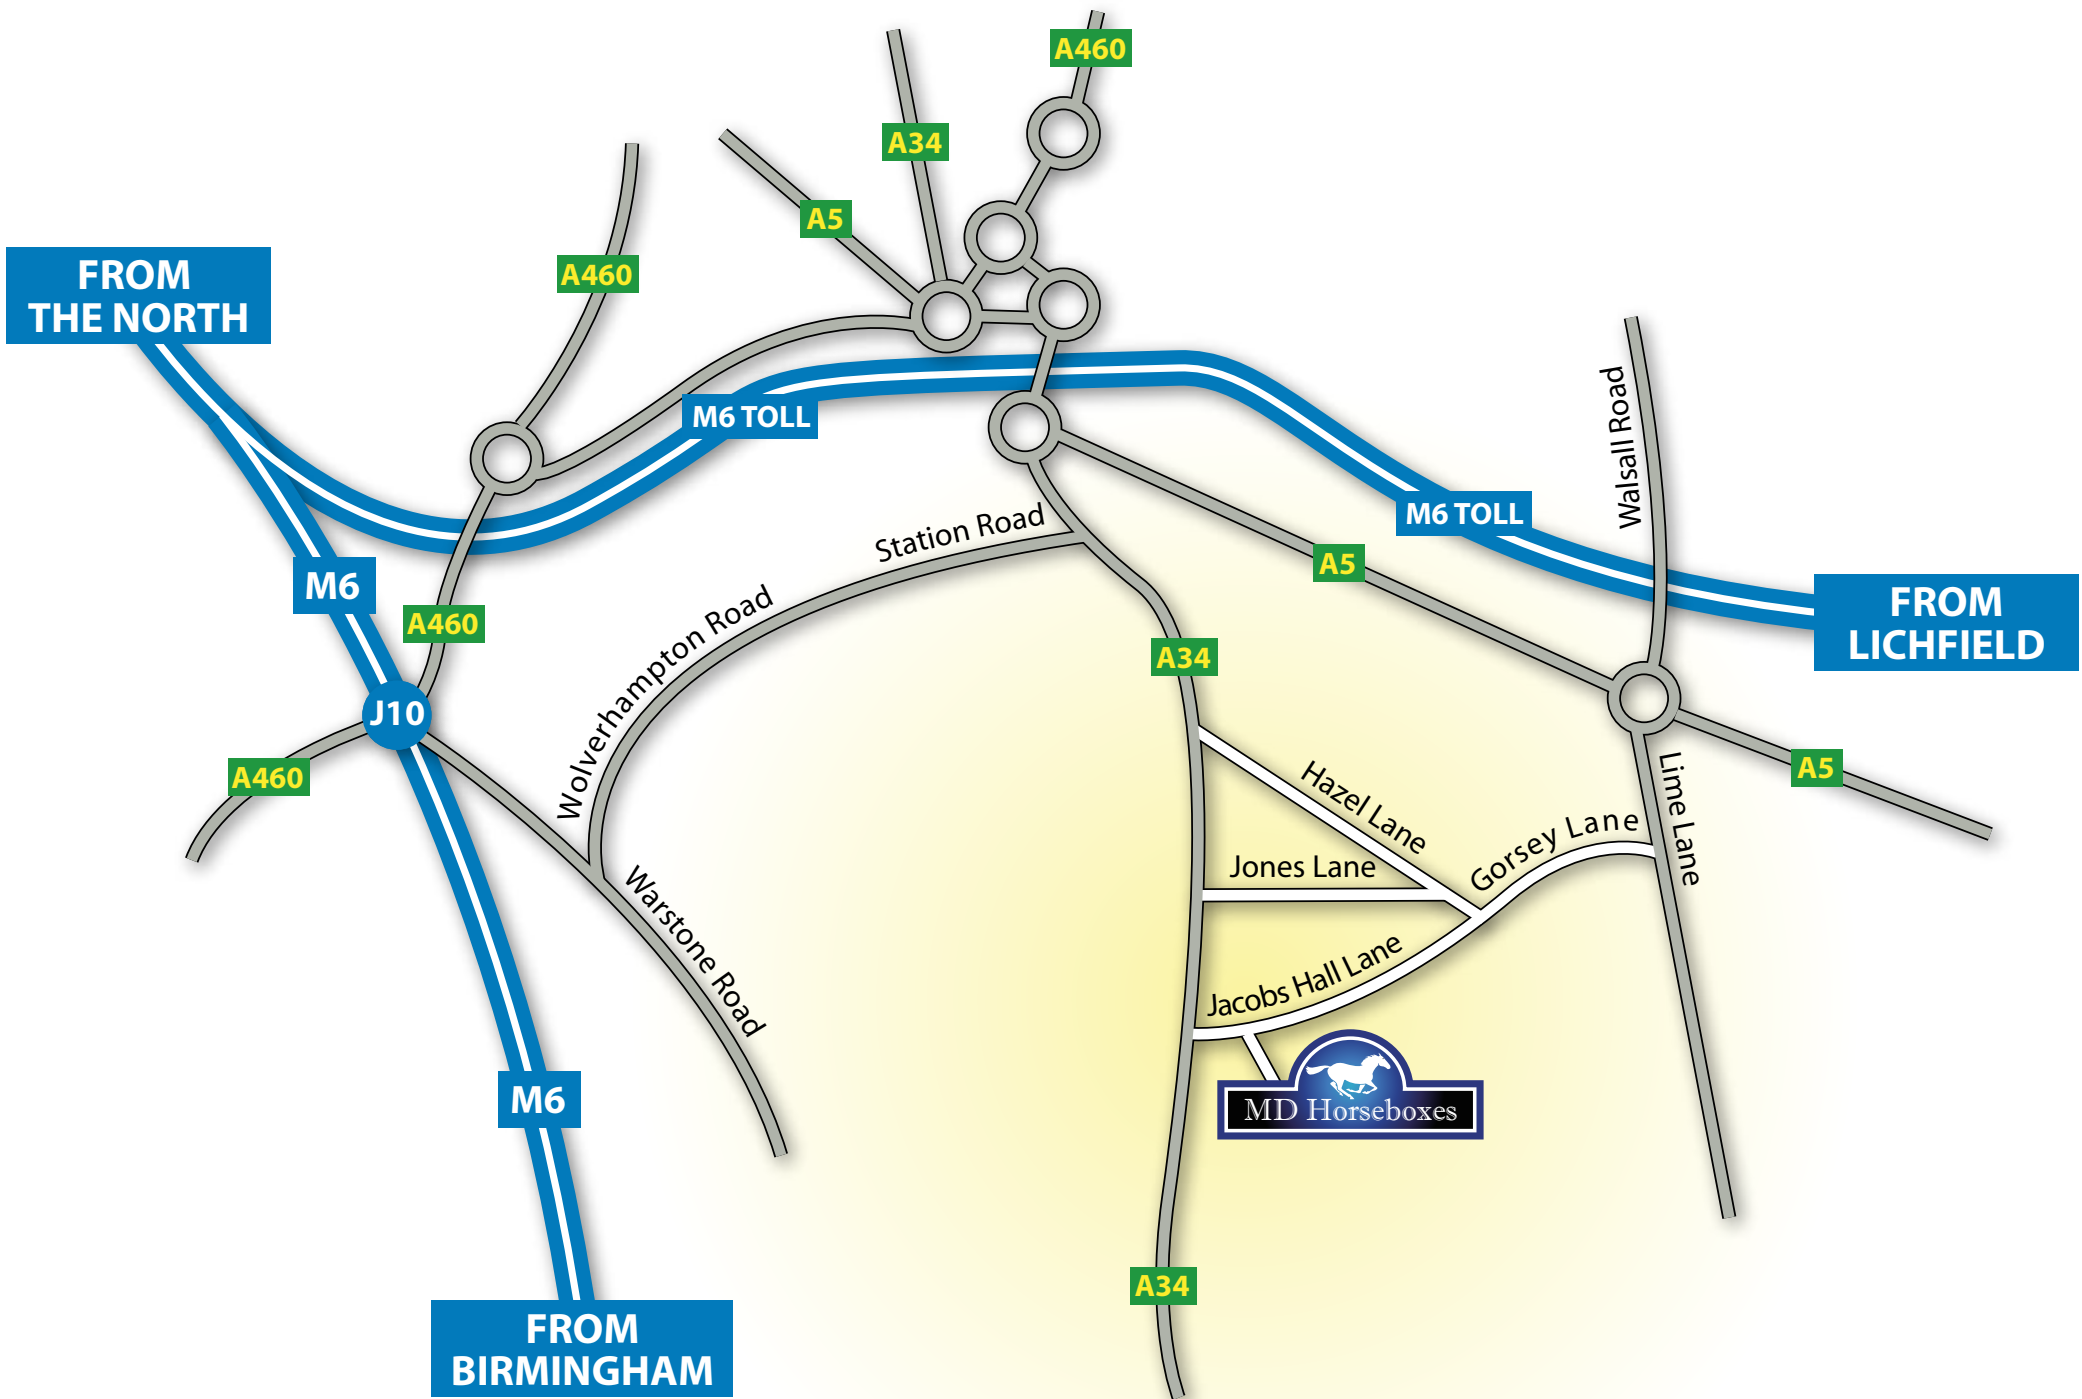 A460
A34
A5
A460
FROM
THE NORTH
M6 TOLL
Walsall Road
M6 TOLL
Station Road
A5
M6
A460
Wolverhampton Road
FROM
LICHFIELD
A34
J10
A460
Hazel Lane
Lime Lane
A5
Gorsey Lane
Jones Lane
Warstone Road
Jacobs Hall Lane
M6
MD Horseboxes
A34
FROM
BIRMINGHAM